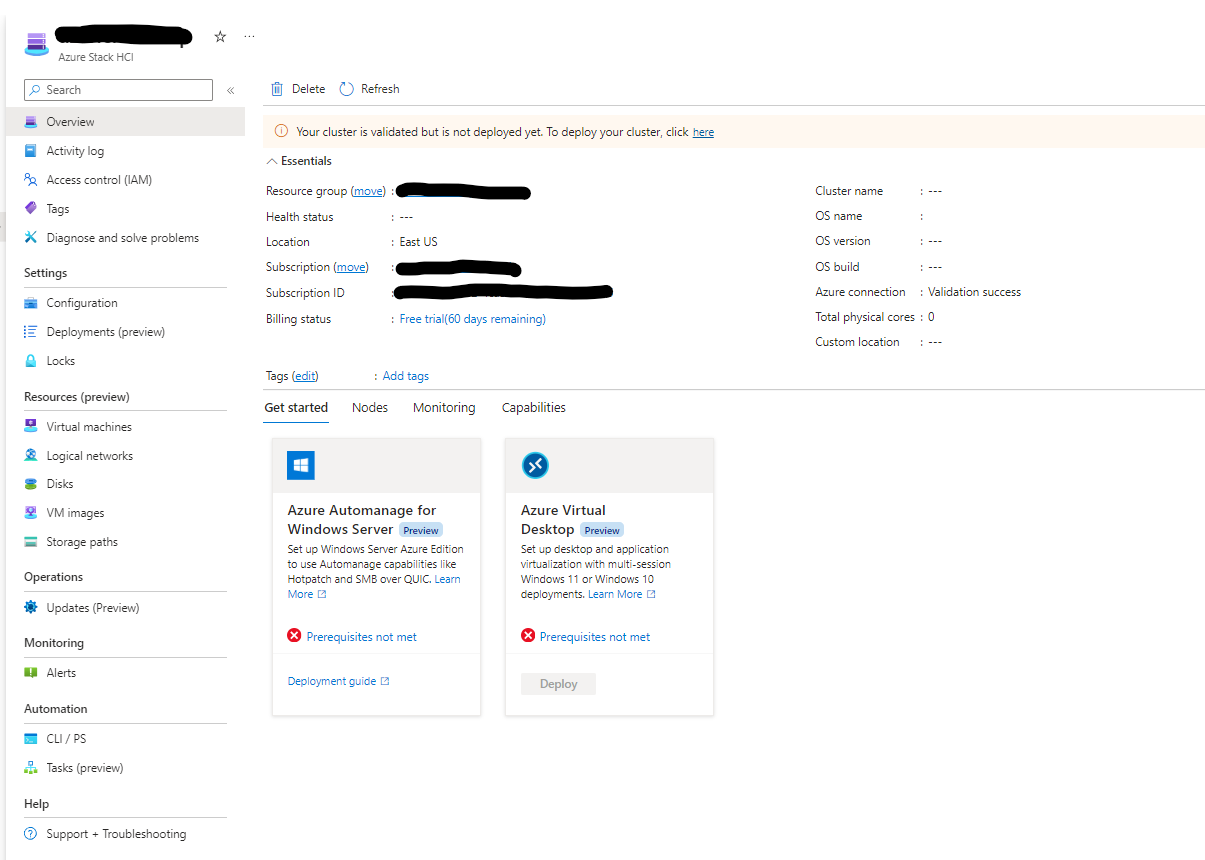 Azure Stack HCI
Search
«
Overview
Activity log
Access control (IAM)
Tags
Diagnose and solve problems
Settings
Configuration
Deployments (preview)
Locks
Resources (preview)
Virtual machines
Logical networks
Disks
VM images
Storage paths
Operations
Updates (Preview)
Monitoring
Alerts
Automation
CLI / PS
Tasks (preview)
Help
Support + Troubleshooting
Delete Refresh
Your cluster is validated but is not deployed yet. To deploy your cluster, click here
Essentials
Resource group (move) :
Health status : ---
Location : East US
Subscription (move) :
Subscription ID :
Billing status : Free trial(60 days remaining)
Cluster name : ---
OS name :
OS version : ---
OS build : ---
Azure connection : Validation success
Total physical cores : 0
Custom location : ---
Tags (edit) : Add tags
Get started Nodes Monitoring Capabilities
Azure Automanage for
Windows Server Preview
Set up Windows Server Azure Edition
to use Automanage capabilities like
Hotpatch and SMB over QUIC. Learn
More
Prerequisites not met
Deployment guide
Azure Virtual
Desktop Preview
Set up desktop and application
virtualization with multi-session
Windows 11 or Windows 10
deployments. Learn More
Prerequisites not met
Deploy